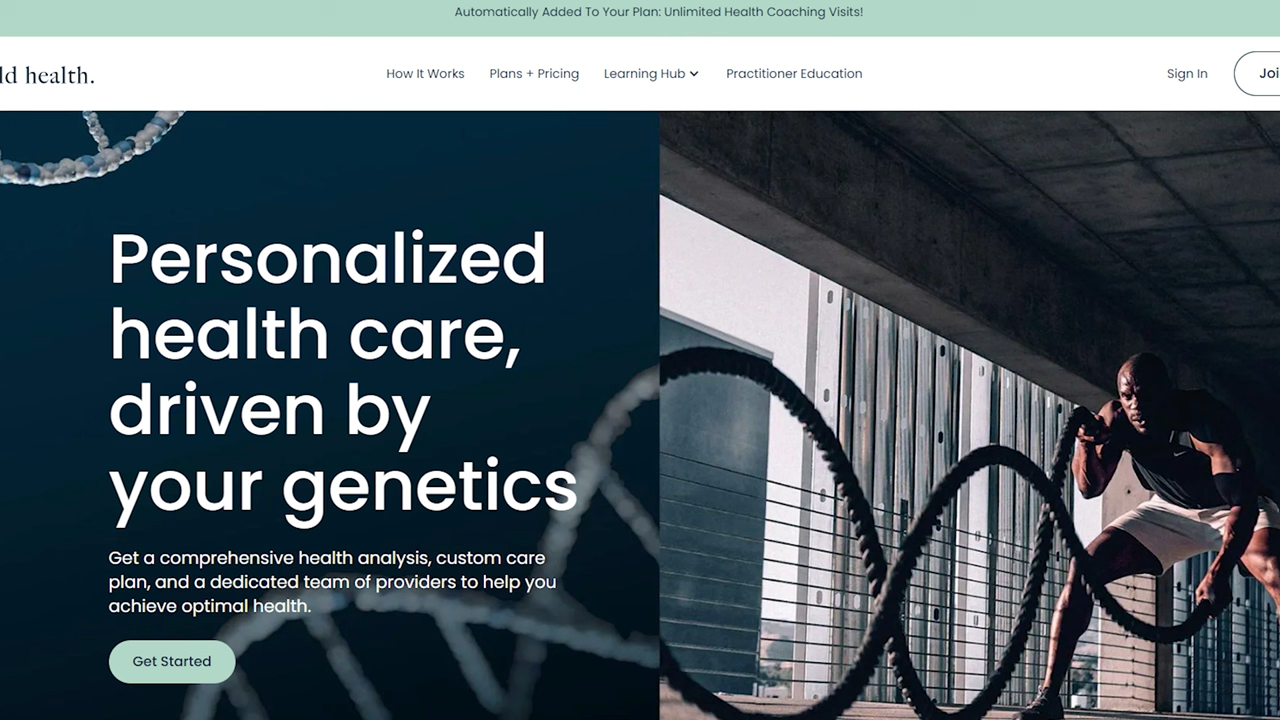 Automatically Added To Your Plan: Unlimited Health Coaching Visits!
ld health.
How It Works
Plans + Pricing
Learning Hub
Practitioner Education
Sign In
Joi
Personalized
health care,
driven by
your genetics
Get a comprehensive health analysis, custom care
plan, and a dedicated team of providers to help you
achieve optimal health.
Get Started